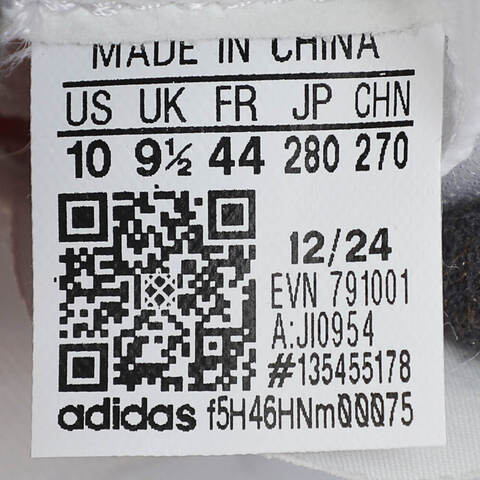 MADE IN CHINA
US UK FR JP CHN
10 9½ 44 280 270
12/24
EVN 791001
A:JI0954
#135455178
adidas f5H46HNm00075